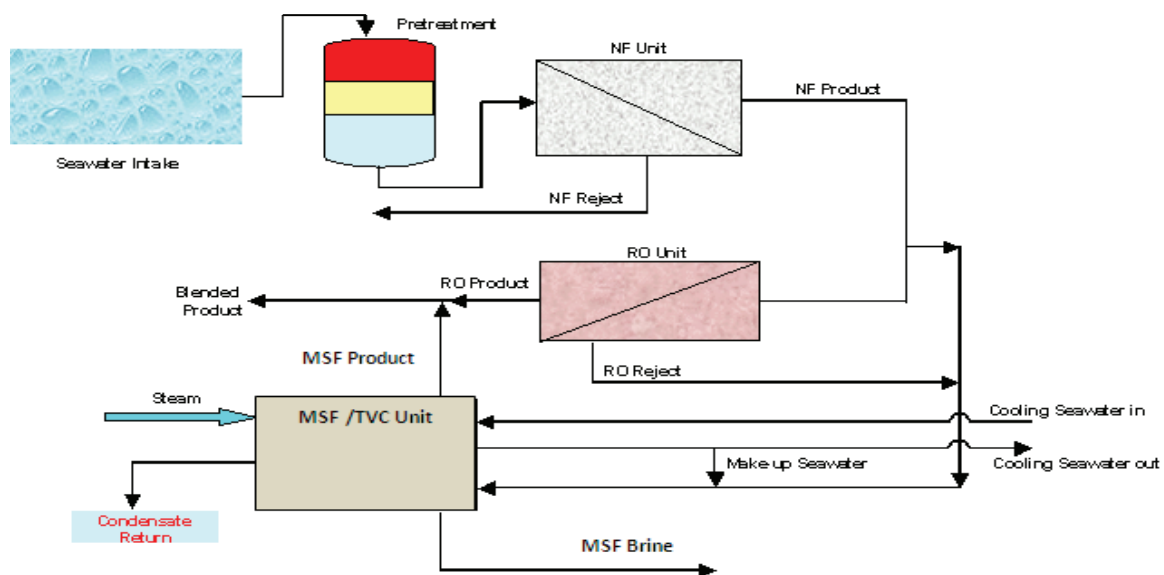 Pretreatment
NF Unit
NF Product
Seawater Intake
NF Reject
RO Unit
RO Product
Blended
Product
MSF Product
RO Reject
Steam
MSF /TVC Unit
Cooling Seawater in
Make up Seawater
Cooling Seawater out
Condensate
Return
MSF Brine